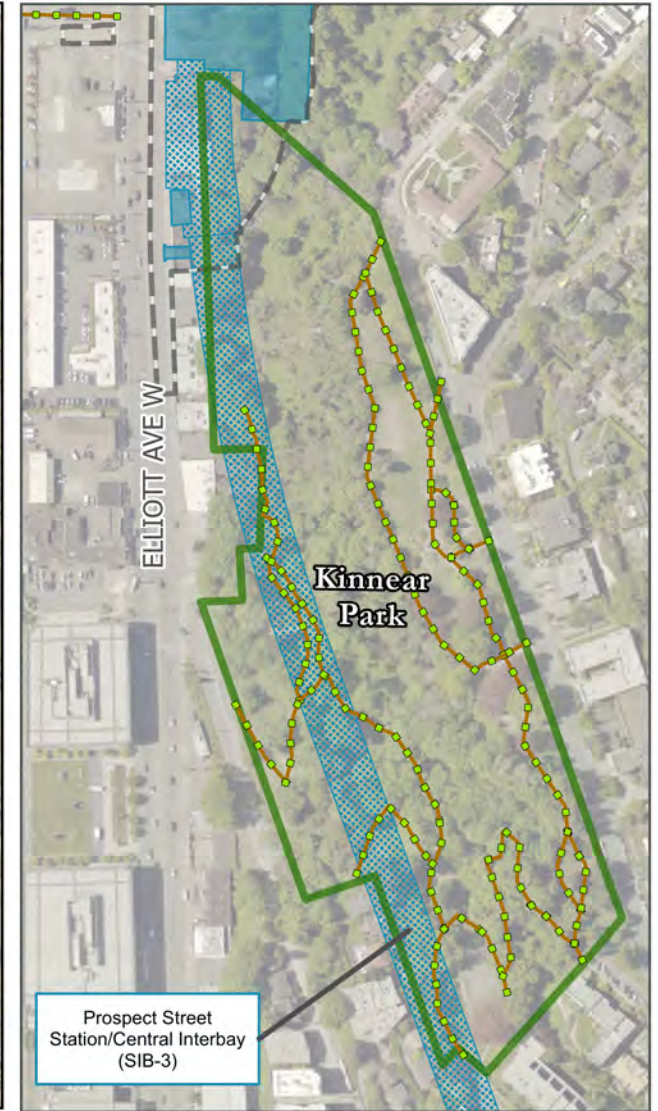 ELLIOTT AVE W
Kinnear
Park
Prospect Street
Station/Central Interbay
(SIB-3)